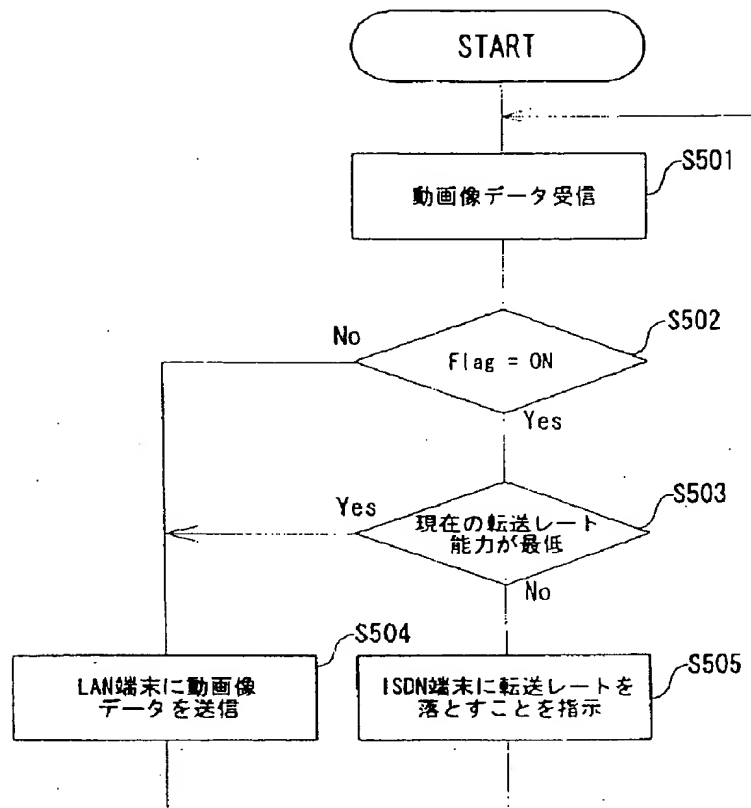 START
S501
動画像データ受信
S502
No
Flag = ON
Yes
S503
Yes
現在の転送レート
能力が最低
No
S504
LAN端末に動画像
データを送信
S505
ISDN端末に転送レートを
落とすことを指示